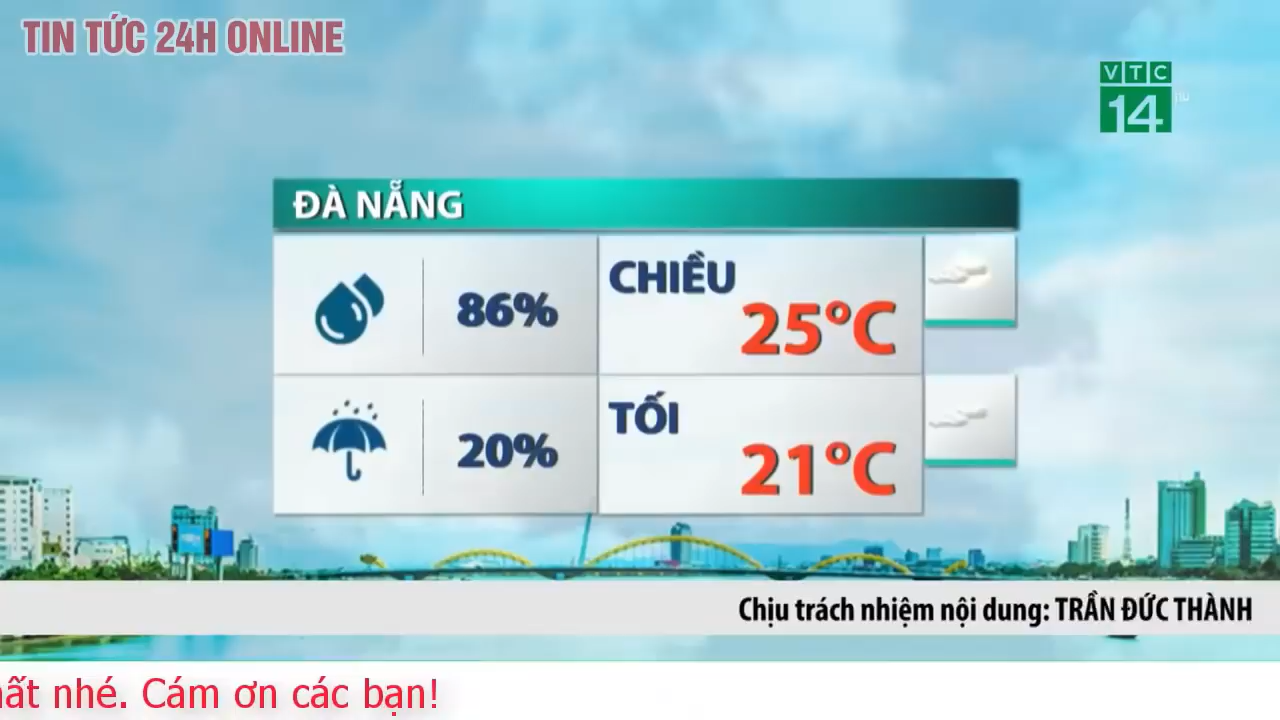 TIN TỨC 24H ONLINE
VTC
14
ĐÀ NẴNG
86%
CHIỀU
25°C
20%
TỐI
21°C
Chịu trách nhiệm nội dung: TRẦN ĐỨC THÀNH
nhé. Cám ơn các bạn!